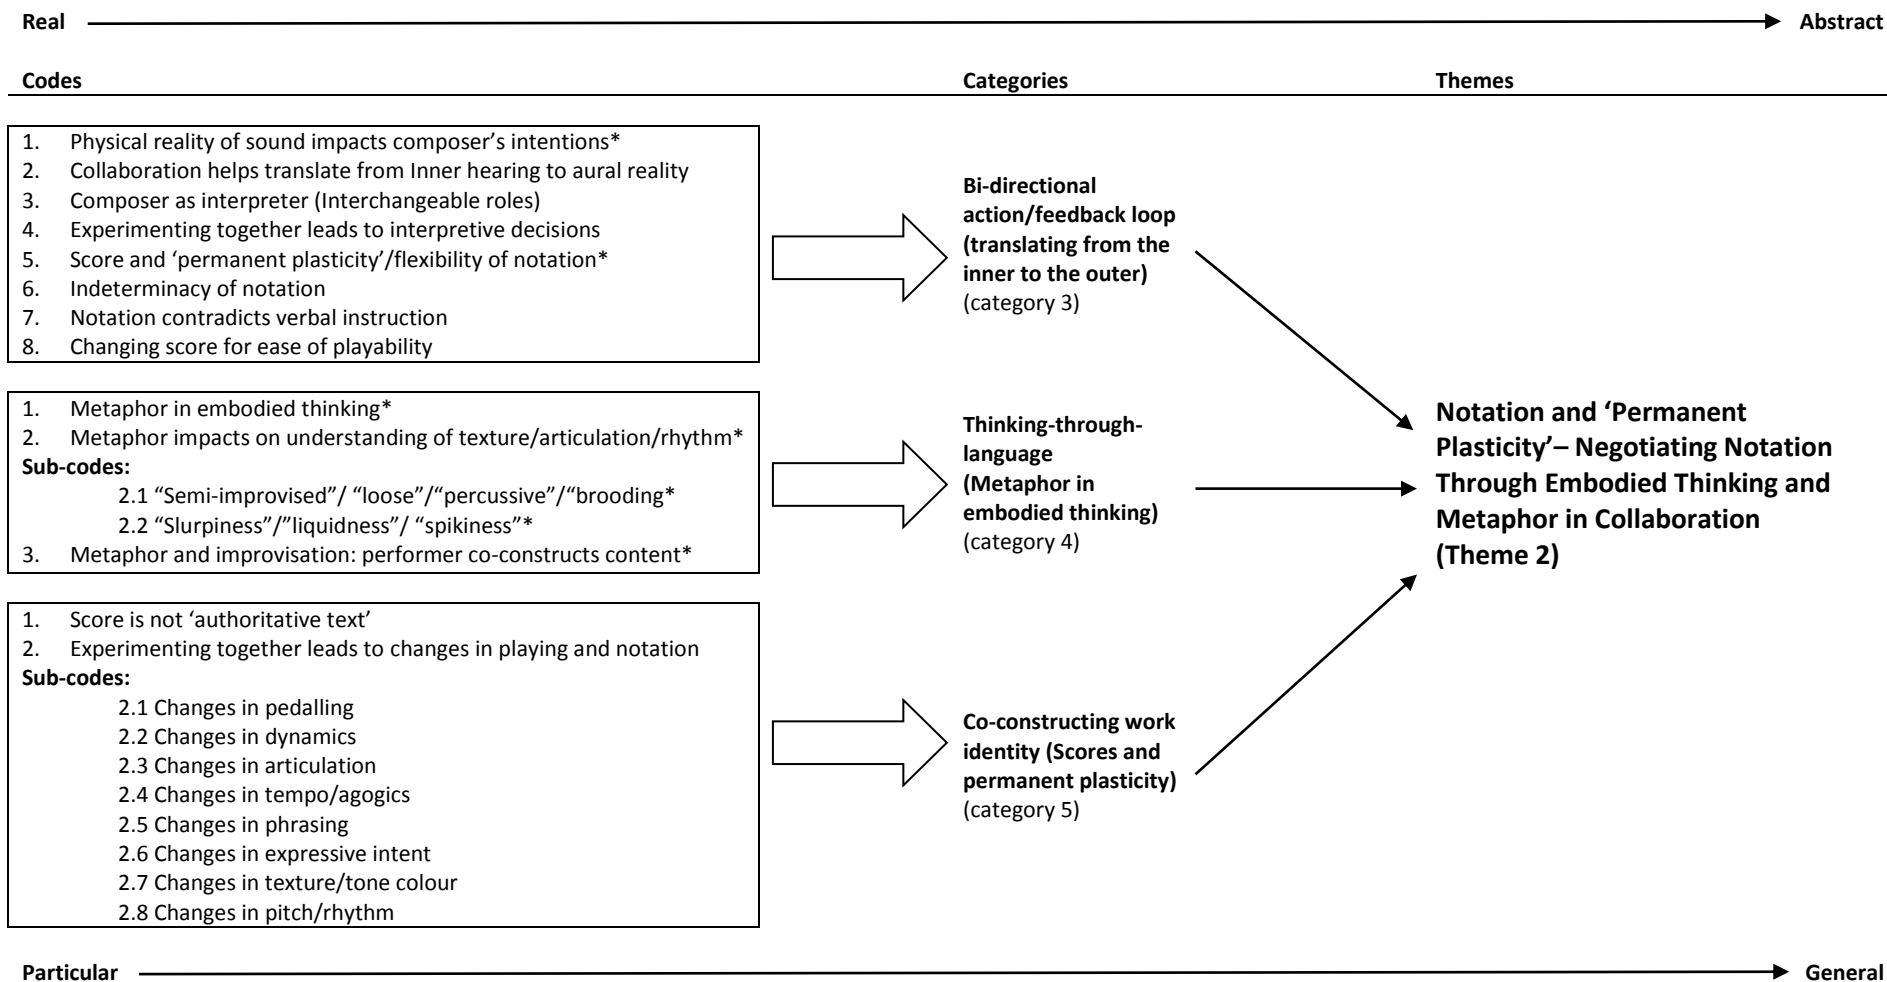 Real Abstract
Codes Categories Themes
1. Physical reality of sound impacts composer’s intentions*
2. Collaboration helps translate from Inner hearing to aural reality
3. Composer as interpreter (Interchangeable roles)
4. Experimenting together leads to interpretive decisions
5. Score and ‘permanent plasticity’/flexibility of notation*
6. Indeterminacy of notation
7. Notation contradicts verbal instruction
8. Changing score for ease of playability
Bi-directional
action/feedback loop
(translating from the
inner to the outer)
(category 3)
1. Metaphor in embodied thinking*
2. Metaphor impacts on understanding of texture/articulation/rhythm*
Sub-codes:
2.1 “Semi-improvised”/ “loose”/“percussive”/“brooding*
2.2 “Slurpiness”/”liquidness”/ “spikiness”*
3. Metaphor and improvisation: performer co-constructs content*
Thinking-through-
language
(Metaphor in
embodied thinking)
(category 4)
Notation and ‘Permanent
Plasticity’– Negotiating Notation
Through Embodied Thinking and
Metaphor in Collaboration
(Theme 2)
1. Score is not ‘authoritative text’
2. Experimenting together leads to changes in playing and notation
Sub-codes:
2.1 Changes in pedalling
2.2 Changes in dynamics
2.3 Changes in articulation
2.4 Changes in tempo/agogics
2.5 Changes in phrasing
2.6 Changes in expressive intent
2.7 Changes in texture/tone colour
2.8 Changes in pitch/rhythm
Co-constructing work
identity (Scores and
permanent plasticity)
(category 5)
Particular General